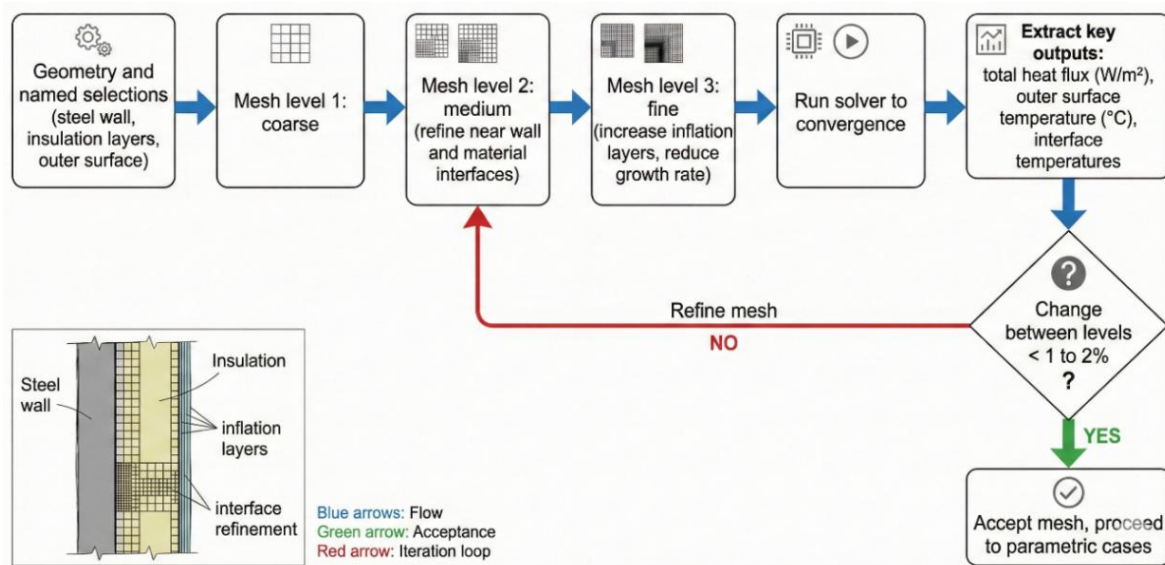 Geometry and
named selections
(steel wall,
insulation layers,
outer surface)
Mesh level 1:
coarse
Mesh level 2:
medium
(refine near wall
and material
interfaces)
Mesh level 3:
fine
(increase inflation
layers, reduce
growth rate)
Run solver to
convergence
Extract key
outputs:
total heat flux (W/m²),
outer surface
temperature (°C),
interface
temperatures
?
Change
between levels
< 1 to 2%
?
Refine mesh
NO
YES
Accept mesh, proceed
to parametric cases
Steel
wall
Insulation
inflation
layers
interface
refinement
Blue arrows: Flow
Green arrow: Acceptance
Red arrow: Iteration loop